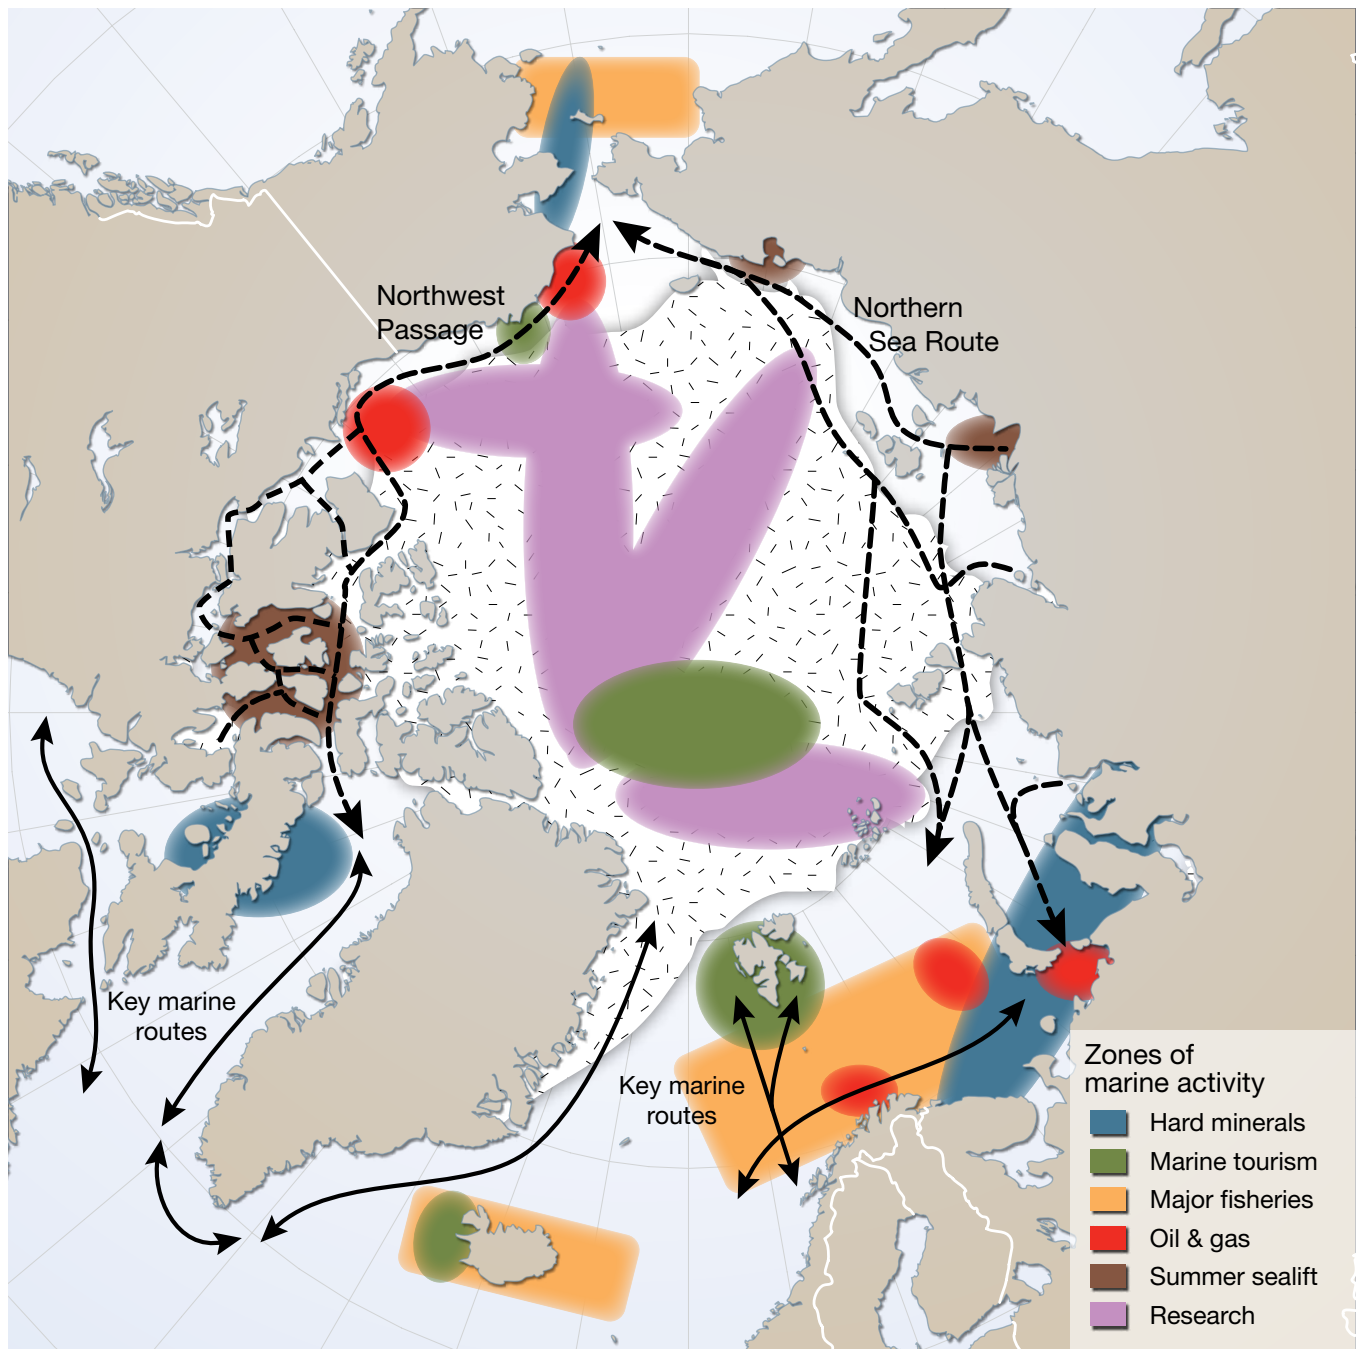 Northwest
Passage
Northern
Sea Route
Key marine
routes
Key marine
routes
Zones of
marine activity
Hard minerals
Marine tourism
Major fisheries
Oil & gas
Summer sealift
Research